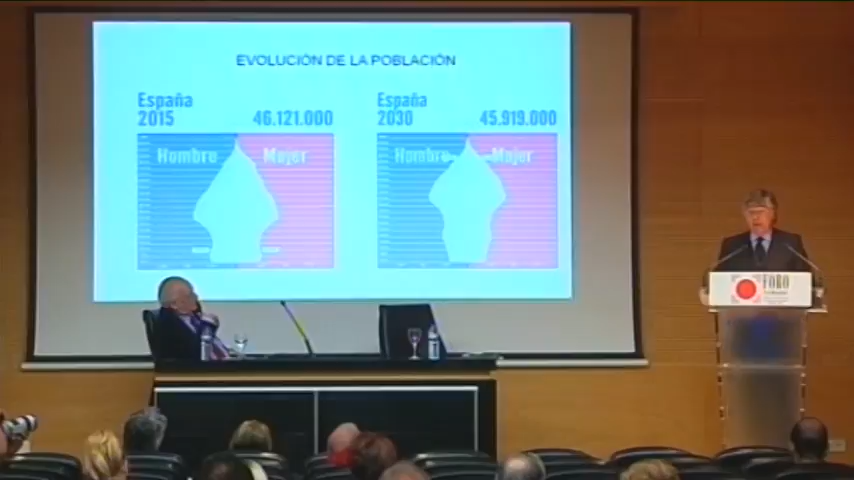 EVOLUCIÓN DE LA POBLACIÓN
España
2015
46.121.000
Hombre
Mujer
España
2030
45.919.000
Hombre
Mujer
FORO